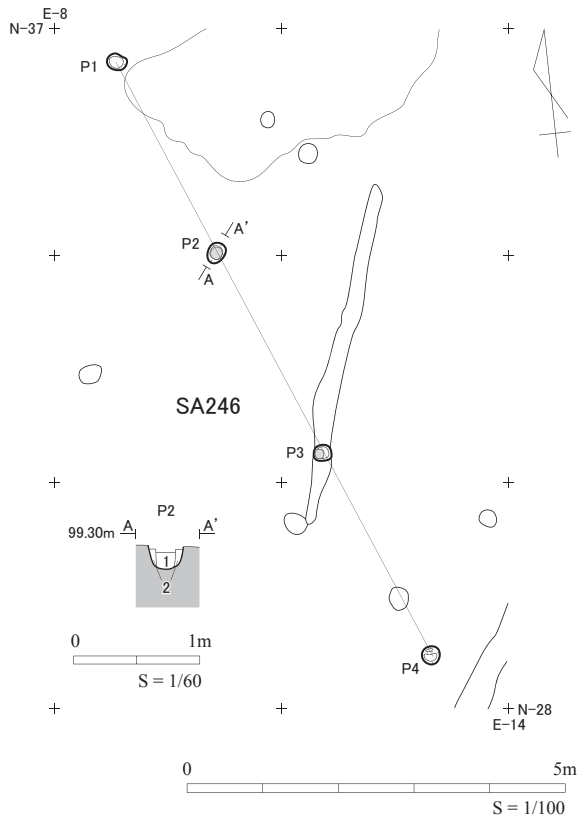 E-8
N-37
P1
A'
P2
A
SA246
P3
P2
99.30m A A'
1
2
0 1m
S = 1/60
P4
N-28
E-14
0 5m
S = 1/100